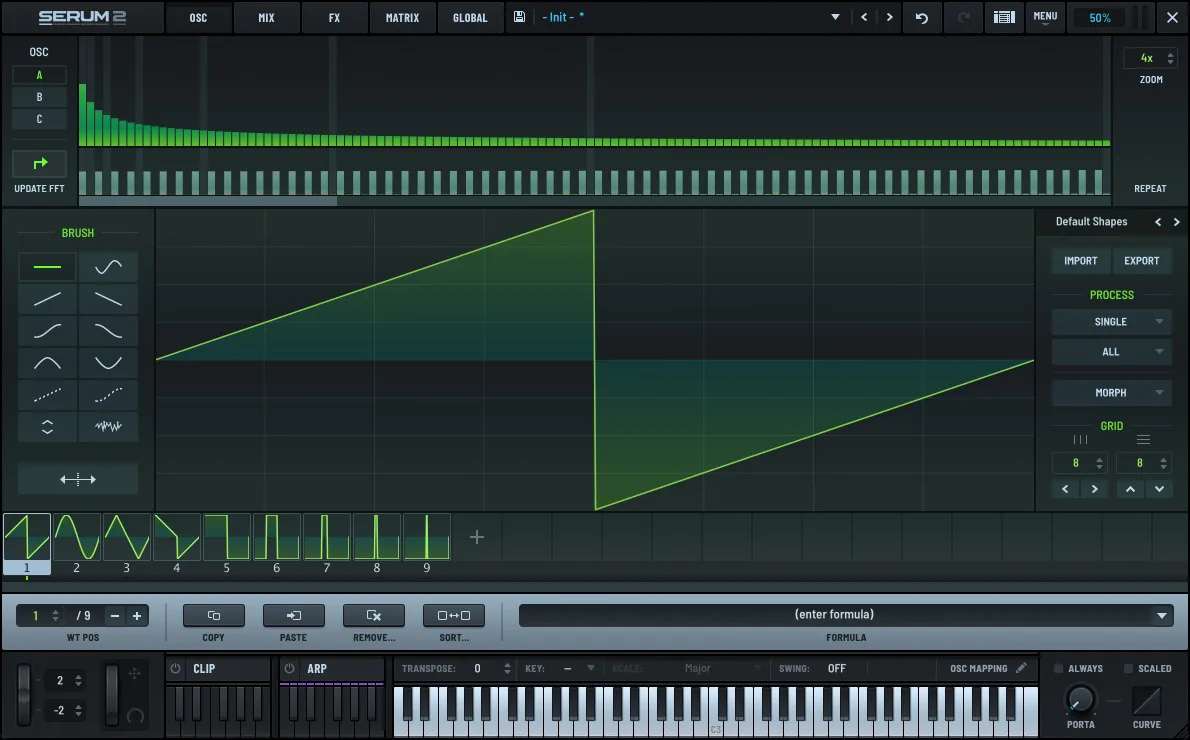 SERUM 2 OSC MIX FX MATRIX GLOBAL - Init - * MENU 50%
OSC
A
B
C
UPDATE FFT
4x
ZOOM
REPEAT
BRUSH
Default Shapes
IMPORT EXPORT
PROCESS
SINGLE
ALL
MORPH
GRID
8 8
1 2 3 4 5 6 7 8 9
1 / 9 − +
WT POS
COPY
PASTE
REMOVE...
SORT...
(enter formula)
FORMULA
2
-2
CLIP
ARP
TRANSPOSE: 0 KEY: – SCALE: Major SWING: OFF OSC MAPPING
C3
ALWAYS SCALED
PORTA CURVE